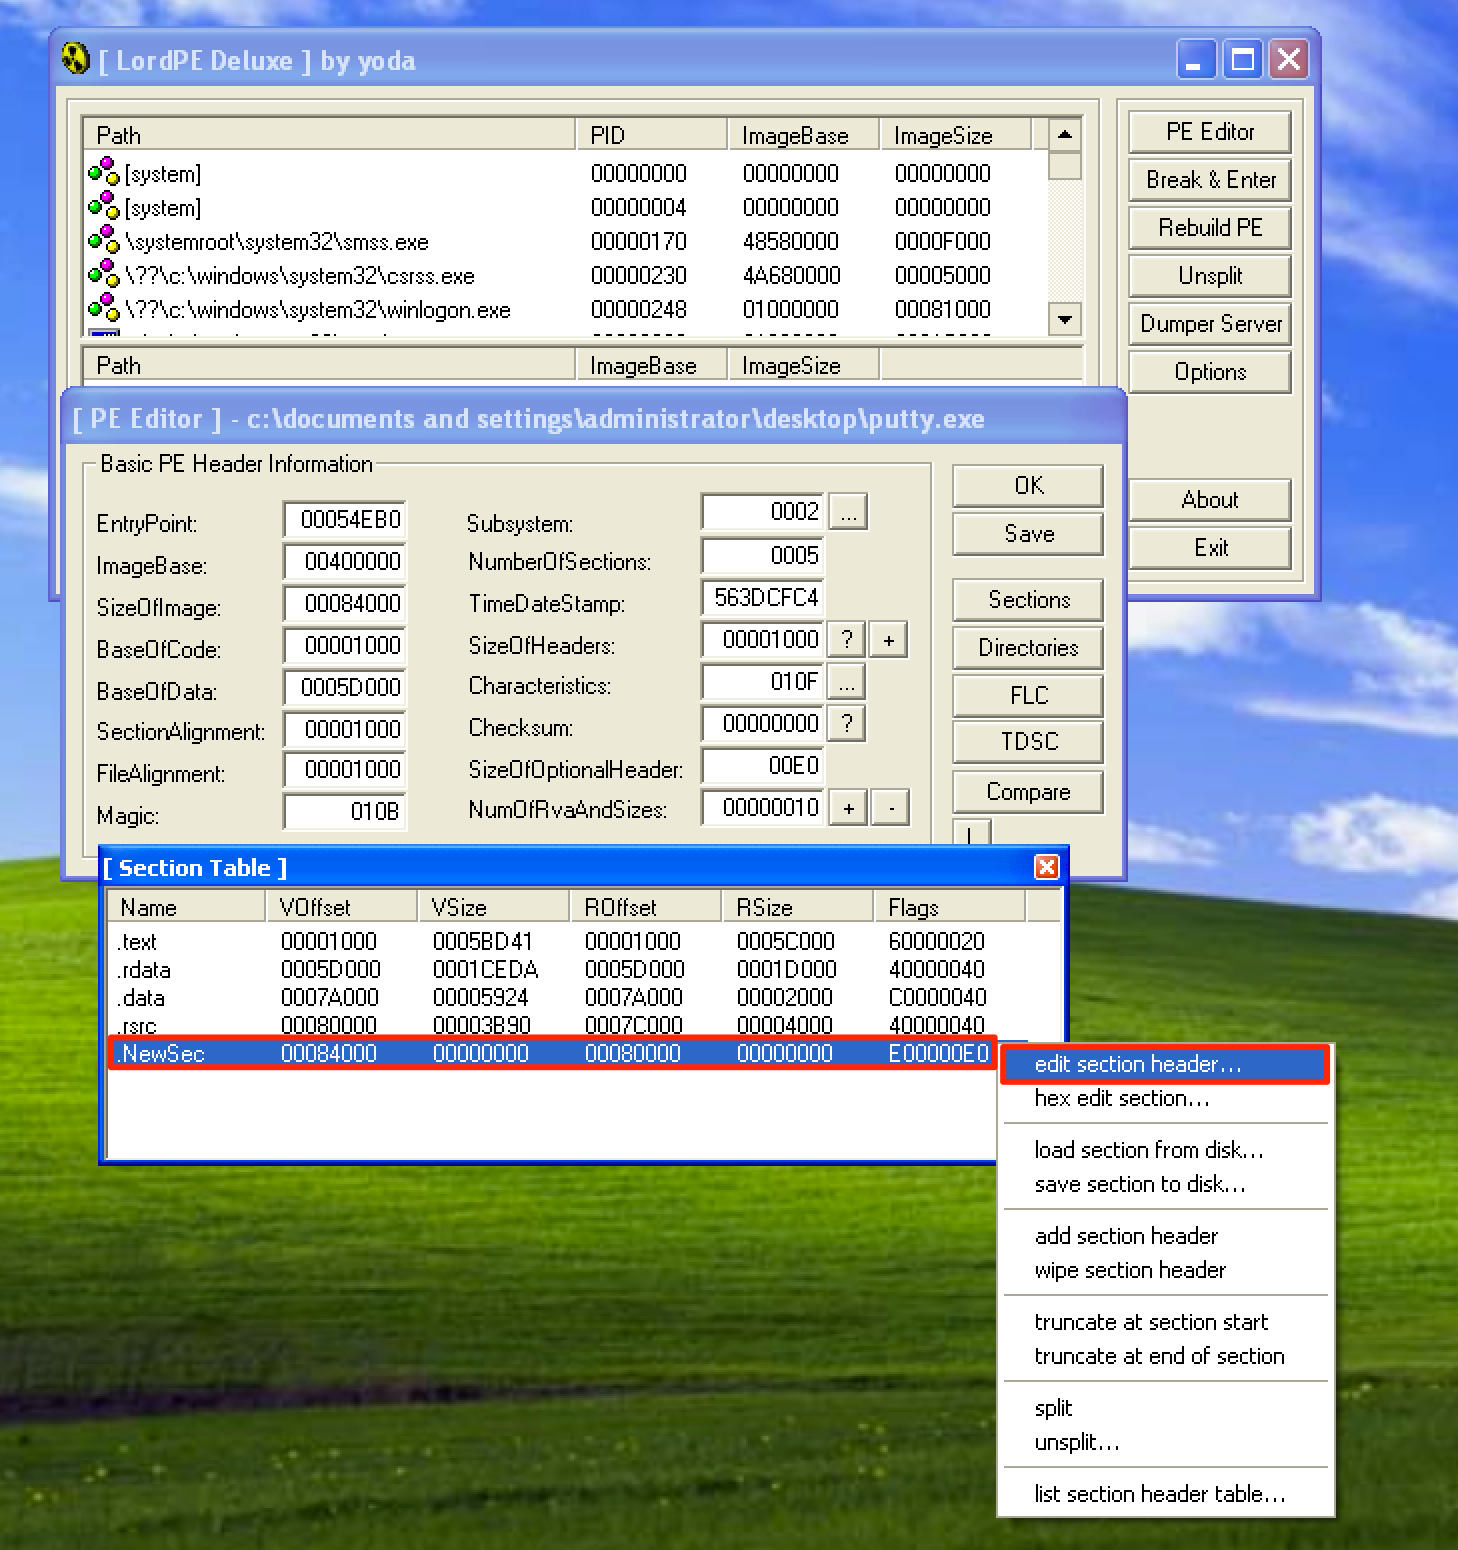 [ LordPE Deluxe ] by yoda
Path PID ImageBase ImageSize
[system] 00000000 00000000 00000000
[system] 00000004 00000000 00000000
\systemroot\system32\smss.exe 00000170 48580000 0000F000
\??\c:\windows\system32\csrss.exe 00000230 4A680000 00005000
\??\c:\windows\system32\winlogon.exe 00000248 01000000 00081000
Path ImageBase ImageSize
PE Editor
Break & Enter
Rebuild PE
Unsplit
Dumper Server
Options
About
Exit
[ PE Editor ] - c:\documents and settings\administrator\desktop\putty.exe
Basic PE Header Information
EntryPoint: 00054EB0 Subsystem: 0002 ...
ImageBase: 00400000 NumberOfSections: 0005
SizeOfImage: 00084000 TimeDateStamp: 563DCFC4
BaseOfCode: 00001000 SizeOfHeaders: 00001000 ? +
BaseOfData: 0005D000 Characteristics: 010F ...
SectionAlignment: 00001000 Checksum: 00000000 ?
FileAlignment: 00001000 SizeOfOptionalHeader: 00E0
Magic: 010B NumOfRvaAndSizes: 00000010 + -
OK
Save
Sections
Directories
FLC
TDSC
Compare
[ Section Table ]
Name VOffset VSize ROffset RSize Flags
.text 00001000 0005BD41 00001000 0005C000 60000020
.rdata 0005D000 0001CEDA 0005D000 0001D000 40000040
.data 0007A000 00005924 0007A000 00002000 C0000040
.rsrc 00080000 00003B90 0007C000 00004000 40000040
.NewSec 00084000 00000000 00080000 00000000 E00000E0
edit section header...
hex edit section...
load section from disk...
save section to disk...
add section header
wipe section header
truncate at section start
truncate at end of section
split
unsplit...
list section header table...